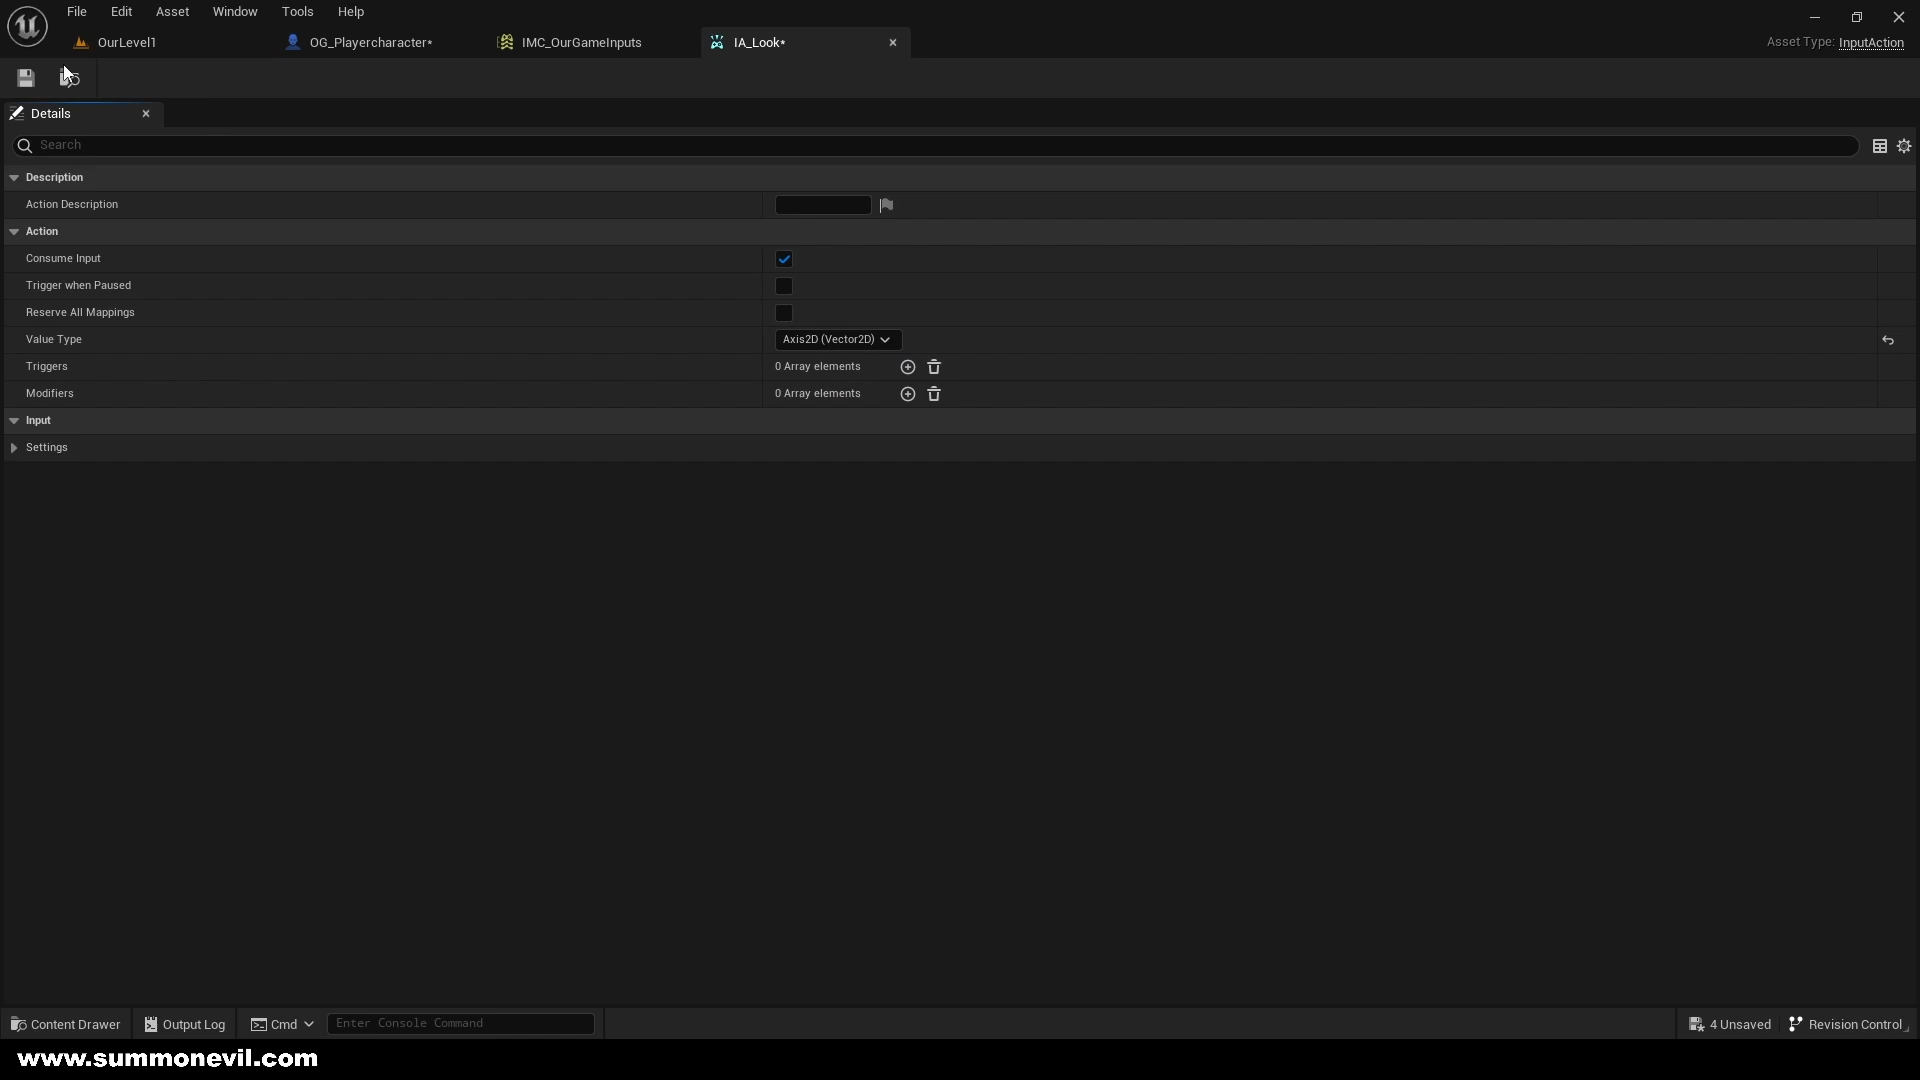 File Edit Asset Window Tools Help
OurLevel1 OG_Playercharacter* IMC_OurGameInputs IA_Look* Asset Type: InputAction
Details
Search
Description
Action Description
Action
Consume Input
Trigger when Paused
Reserve All Mappings
Value Type Axis2D (Vector2D)
Triggers 0 Array elements
Modifiers 0 Array elements
Input
Settings
Content Drawer Output Log Cmd Enter Console Command 4 Unsaved Revision Control
www.summonevil.com